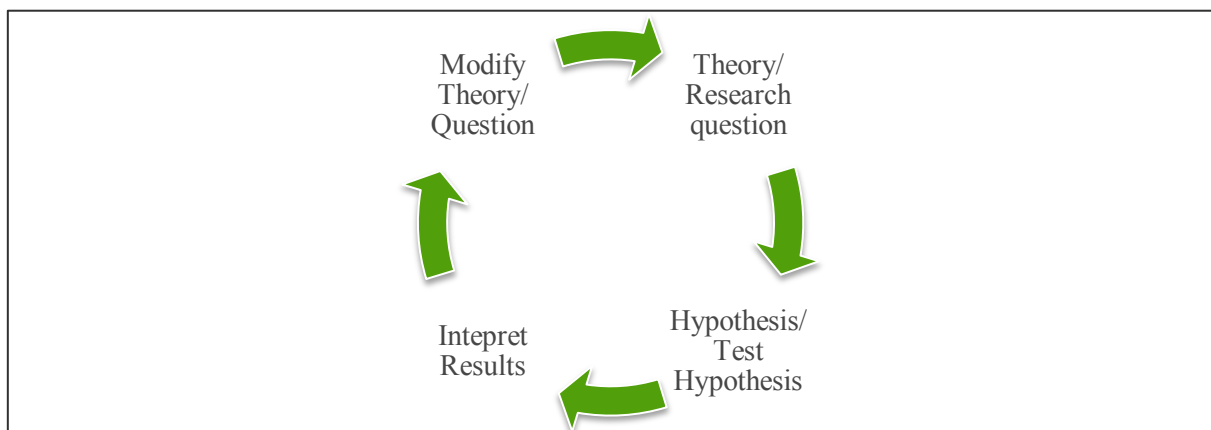 Modify
Theory/
Question
Theory/
Research
question
Hypothesis/
Test
Hypothesis
Intepret
Results